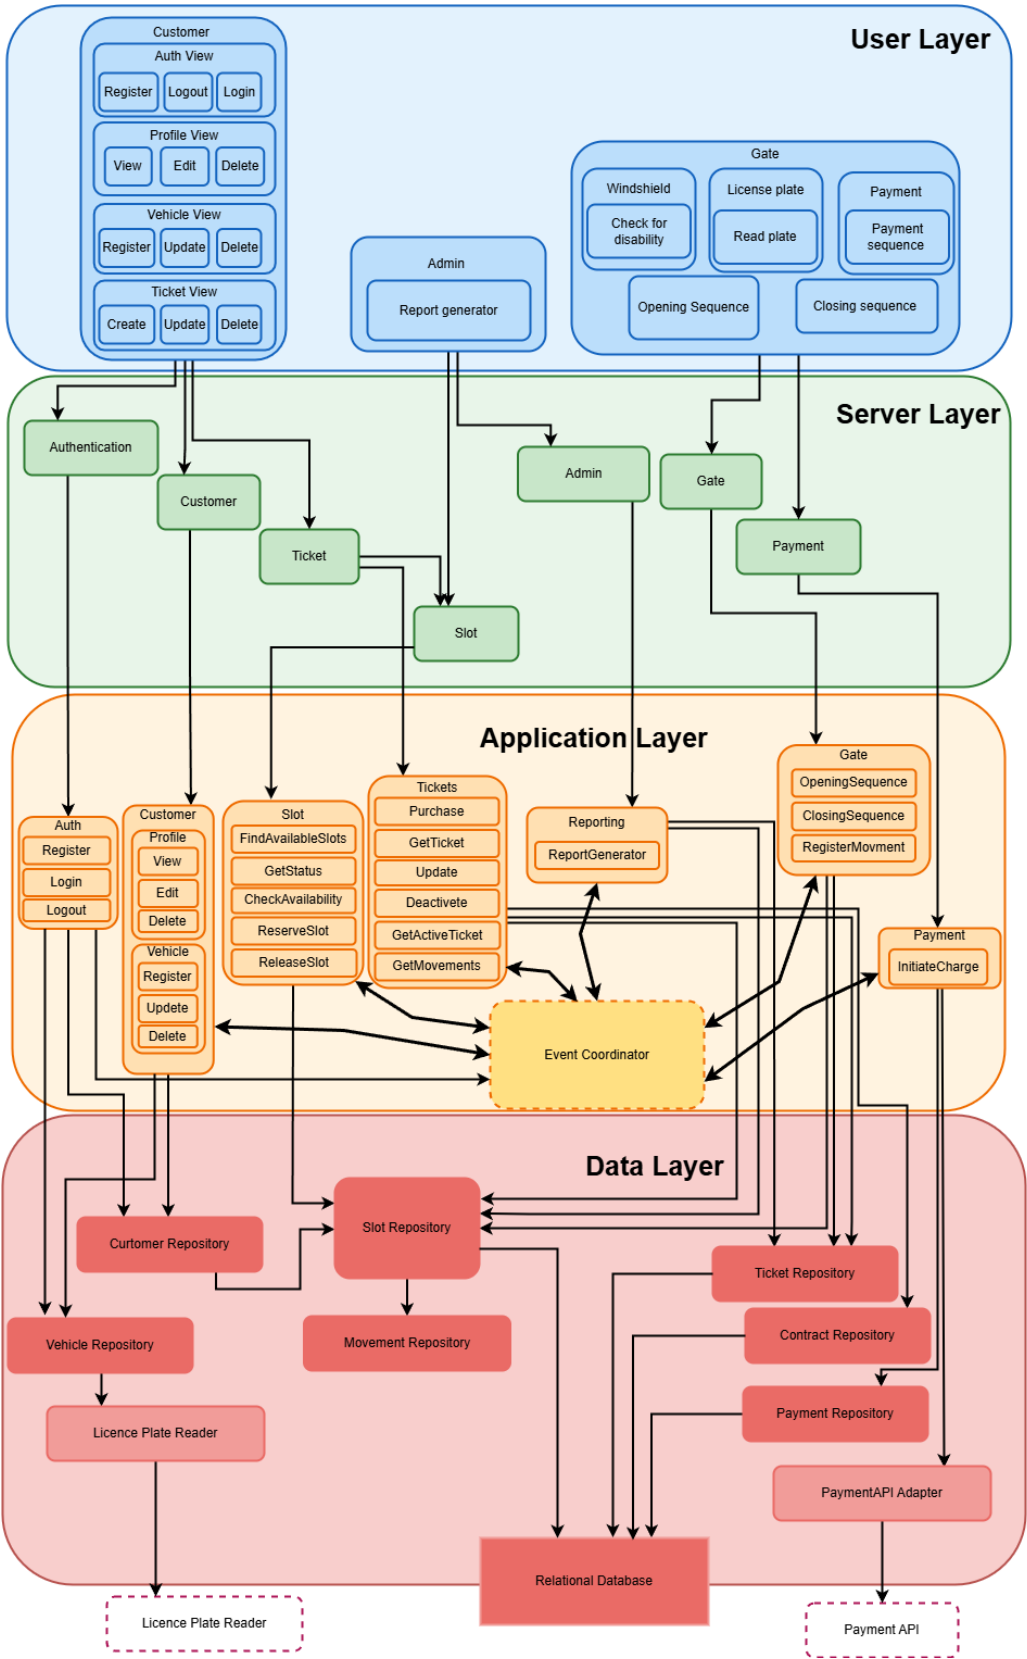 User Layer
Customer
Auth View
Register
Logout
Login
Profile View
View
Edit
Delete
Vehicle View
Register
Update
Delete
Ticket View
Create
Update
Delete
Admin
Report generator
Gate
Windshield
Check for
disability
License plate
Read plate
Payment
Payment
sequence
Opening Sequence
Closing sequence
Server Layer
Authentication
Customer
Ticket
Slot
Admin
Gate
Payment
Application Layer
Auth
Register
Login
Logout
Customer
Profile
View
Edit
Delete
Vehicle
Register
Updete
Delete
Slot
FindAvailableSlots
GetStatus
CheckAvailability
ReserveSlot
ReleaseSlot
Tickets
Purchase
GetTicket
Update
Deactivete
GetActiveTicket
GetMovements
Reporting
ReportGenerator
Gate
OpeningSequence
ClosingSequence
RegisterMovment
Payment
InitiateCharge
Event Coordinator
Data Layer
Curtomer Repository
Slot Repository
Vehicle Repository
Movement Repository
Ticket Repository
Contract Repository
Payment Repository
Licence Plate Reader
PaymentAPI Adapter
Relational Database
Licence Plate Reader
Payment API